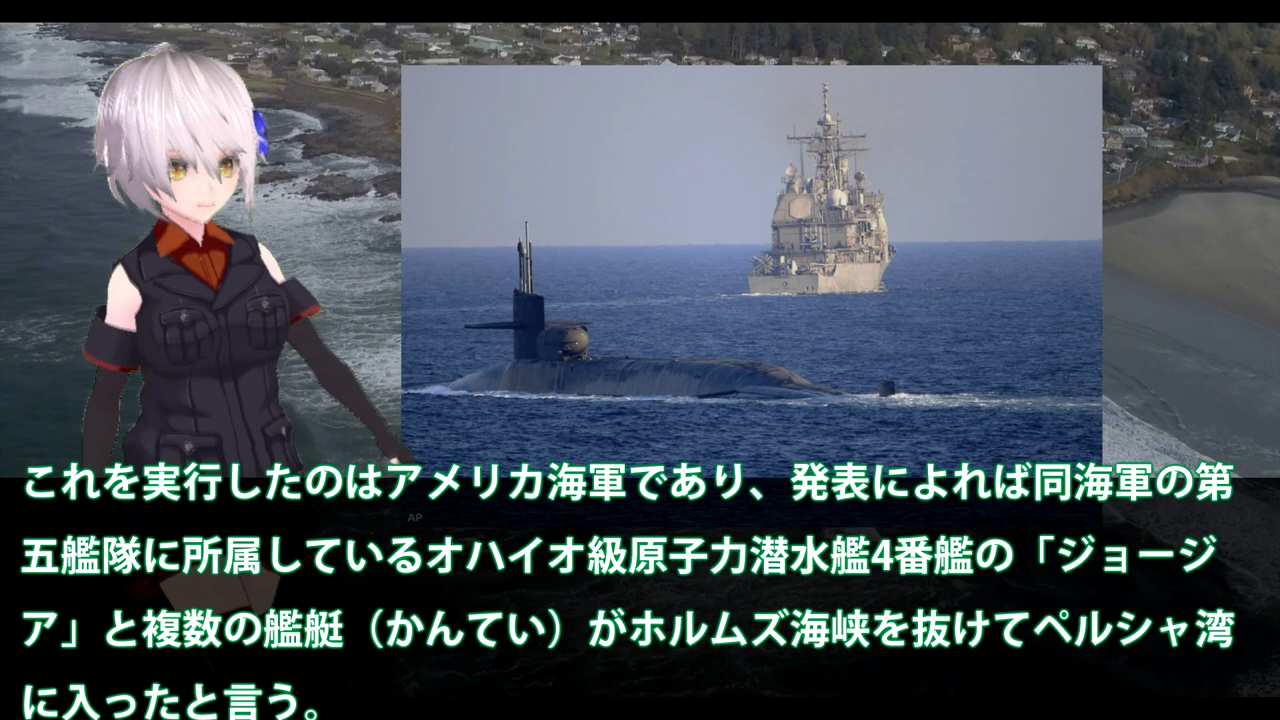 AP
これを実行したのはアメリカ海軍であり、発表によれば同海軍の第
五艦隊に所属しているオハイオ級原子力潜水艦4番艦の「ジョージ
ア」と複数の艦艇（かんてい）がホルムズ海峡を抜けてペルシャ湾
に入ったと言う。